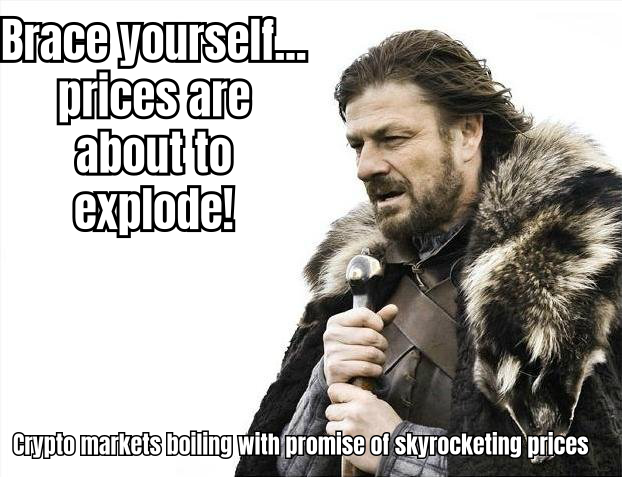 Brace yourself...
prices are
about to
explode!
Crypto markets boiling with promise of skyrocketing prices